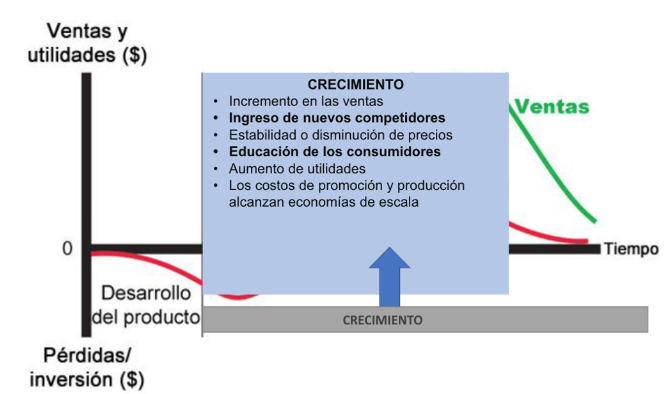 Ventas y
utilidades ($)
CRECIMIENTO
• Incremento en las ventas
• Ingreso de nuevos competidores
• Estabilidad o disminución de precios
• Educación de los consumidores
• Aumento de utilidades
• Los costos de promoción y producción
alcanzan economías de escala
Ventas
0
Tiempo
Desarrollo
del producto
CRECIMIENTO
Pérdidas/
inversión ($)